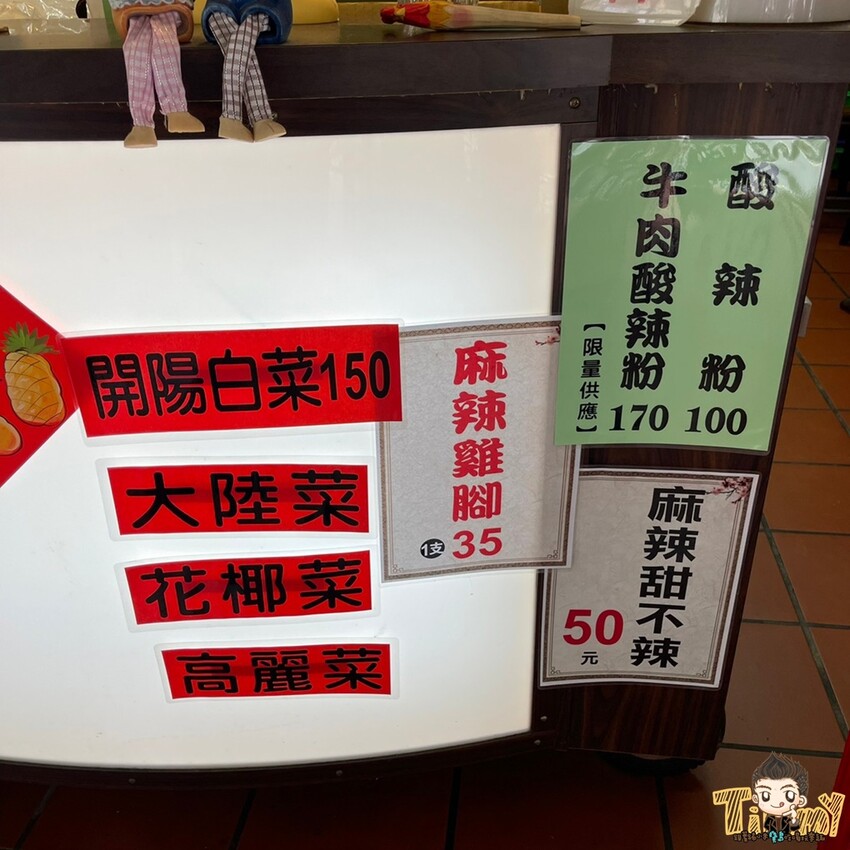 開陽白菜150
大陸菜
花椰菜
高麗菜
麻辣雞腳
1支 35
酸辣粉
100
牛肉酸辣粉
170
【限量供應】
麻辣甜不辣
50
元